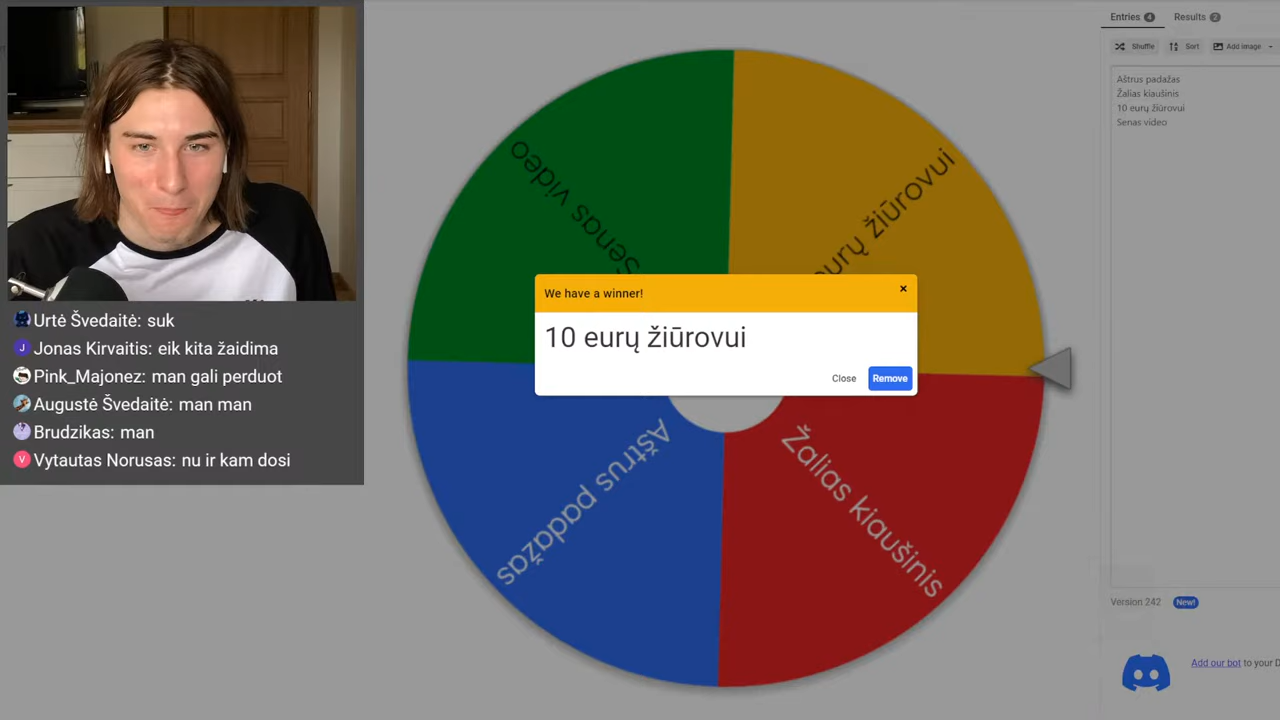 Urtė Švedaitė: suk
Jonas Kirvaitis: eik kita žaidima
Pink_Majonez: man gali perduot
Augustė Švedaitė: man man
Brudzikas: man
Vytautas Norusas: nu ir kam dosi
J
V
Senas video
eurų žiūrovui
We have a winner!
×
10 eurų žiūrovui
Close
Remove
Aštrus padažas
Žalias kiaušinis
Entries 4
Results 2
Shuffle
Sort
Add image
Aštrus padažas
Žalias kiaušinis
10 eurų žiūrovui
Senas video
Version 242
New!
Add our bot to your D